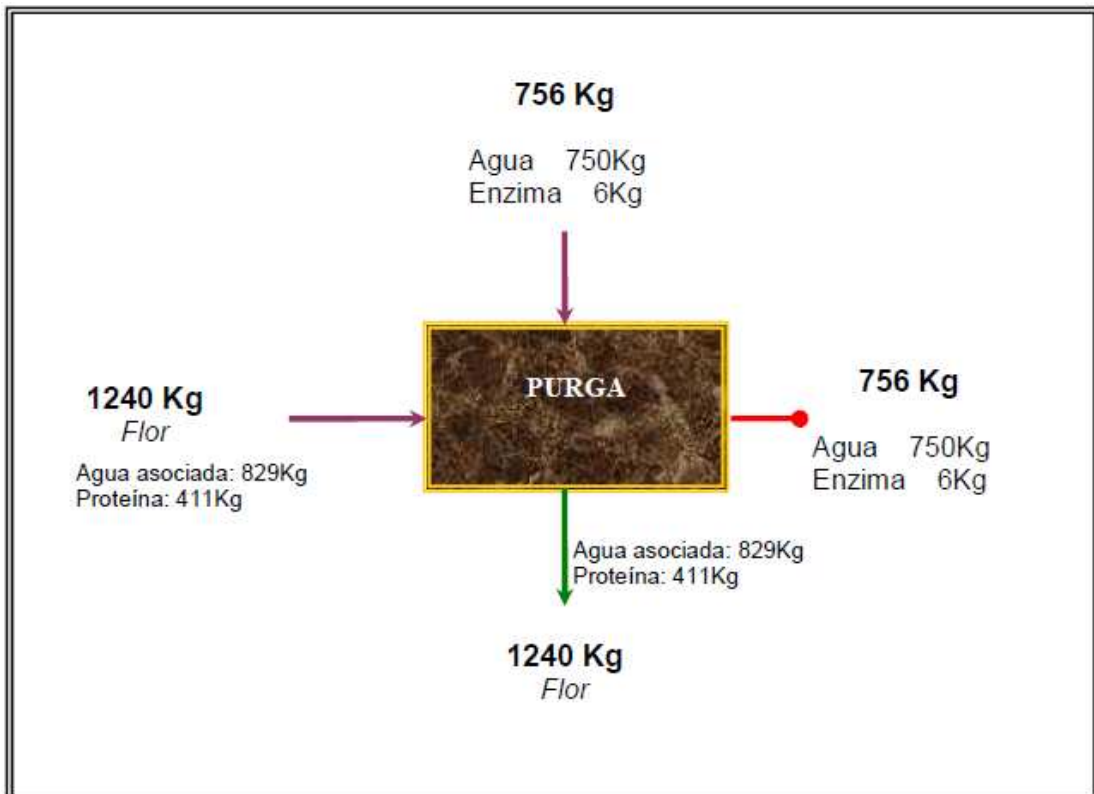 756 Kg
Agua 750Kg
Enzima 6Kg
PURGA
1240 Kg
Flor
Agua asociada: 829Kg
Proteína: 411Kg
756 Kg
Agua 750Kg
Enzima 6Kg
Agua asociada: 829Kg
Proteína: 411Kg
1240 Kg
Flor